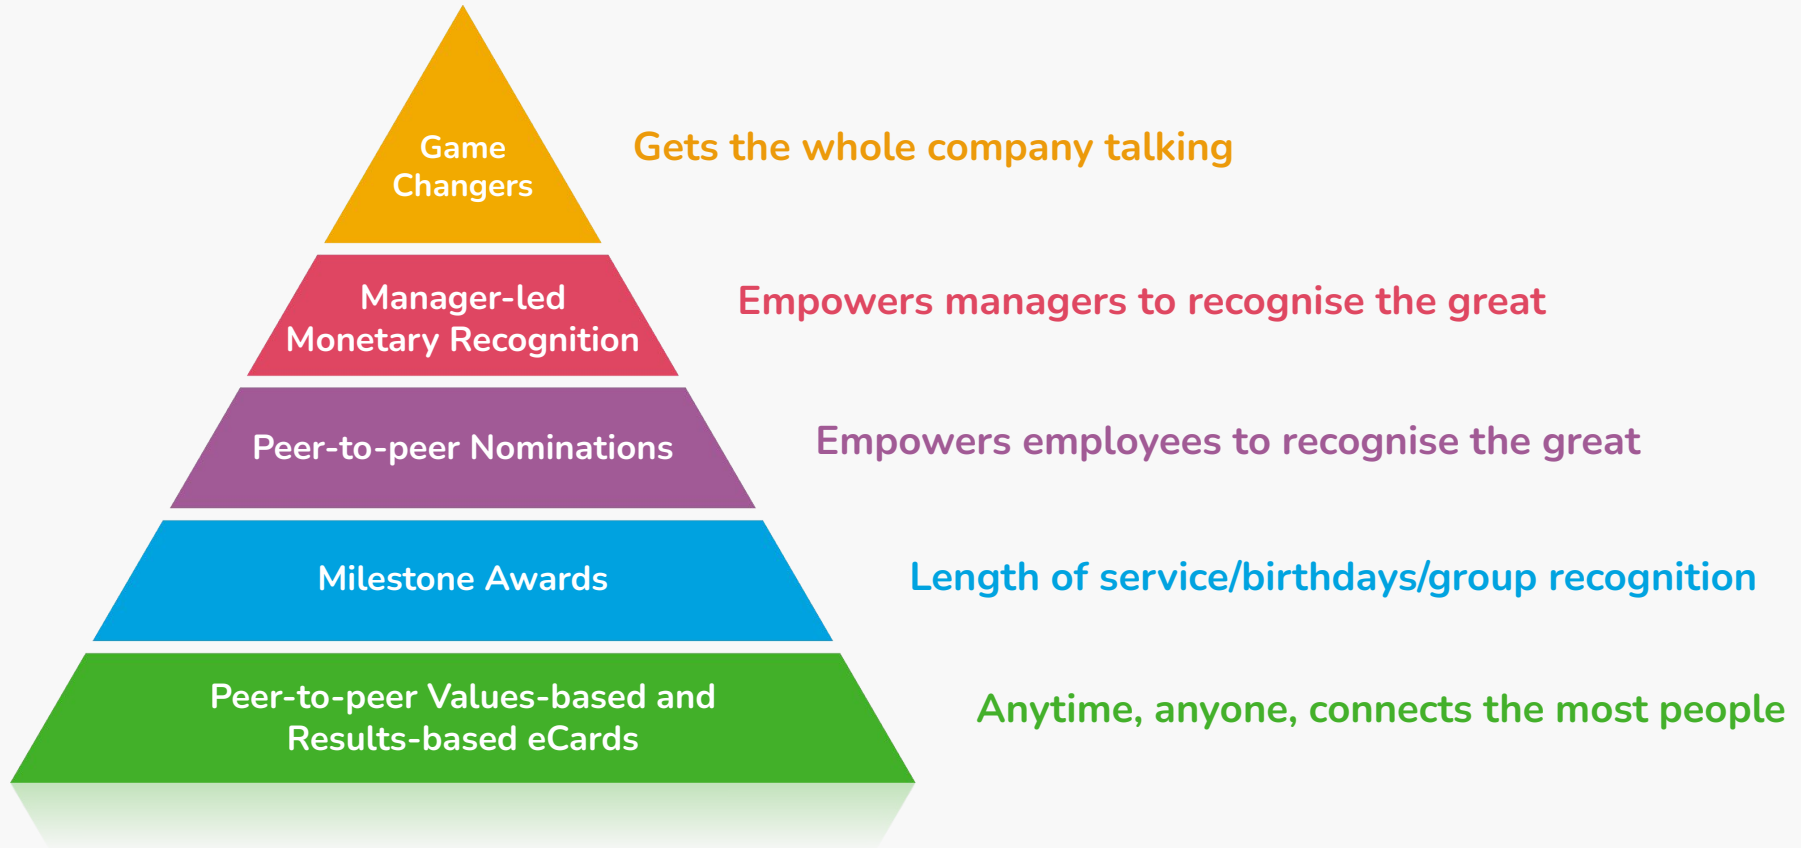 Game
Changers
Gets the whole company talking
Manager-led
Monetary Recognition
Empowers managers to recognise the great
Peer-to-peer Nominations
Empowers employees to recognise the great
Milestone Awards
Length of service/birthdays/group recognition
Peer-to-peer Values-based and
Results-based eCards
Anytime, anyone, connects the most people